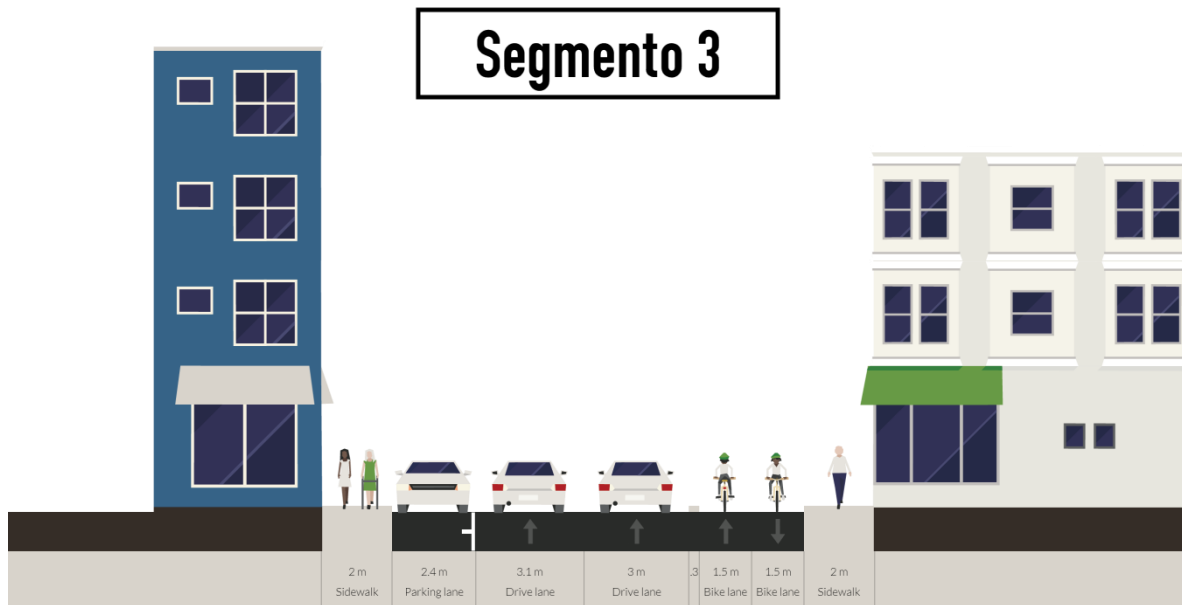 Segmento 3
2 m
Sidewalk
2.4 m
Parking lane
3.1 m
Drive lane
3 m
Drive lane
.3
1.5 m
Bike lane
1.5 m
Bike lane
2 m
Sidewalk